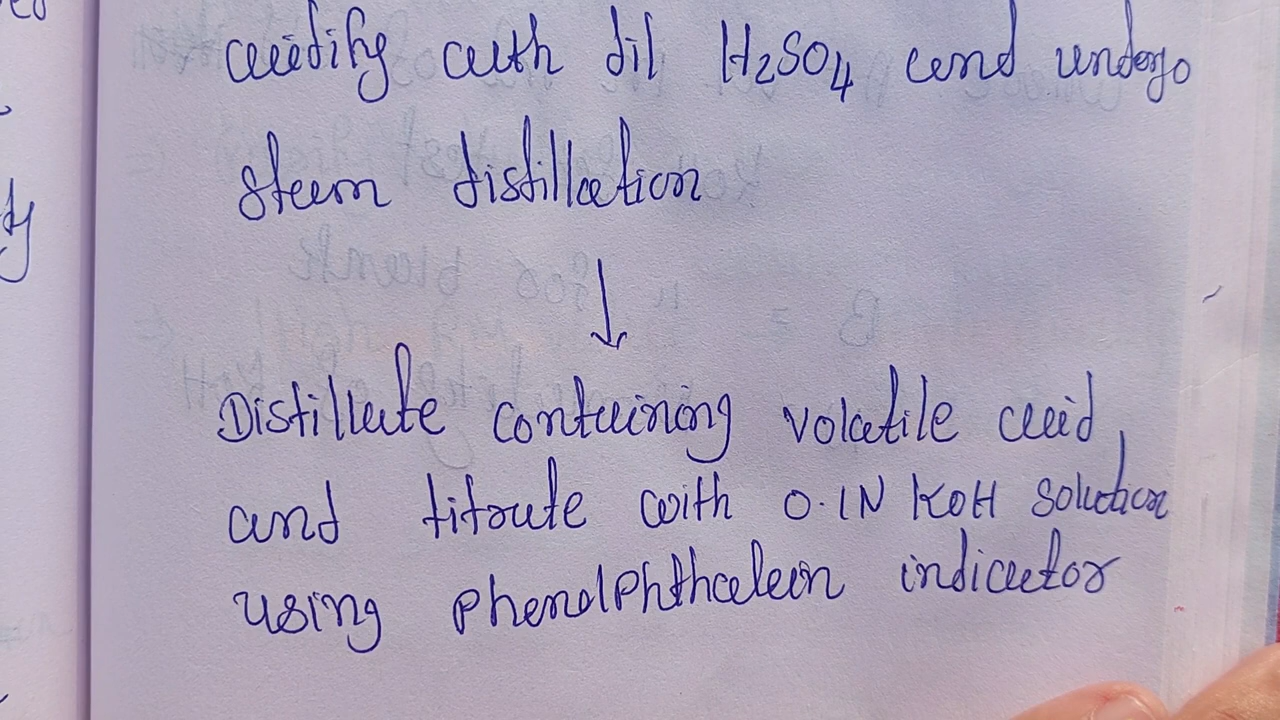 acidify with dil H2SO4 and undergo
steam distillation
↓
Distillate containing volatile acid,
and titrate with 0.1N KOH solution
using phenolphthalein indicator